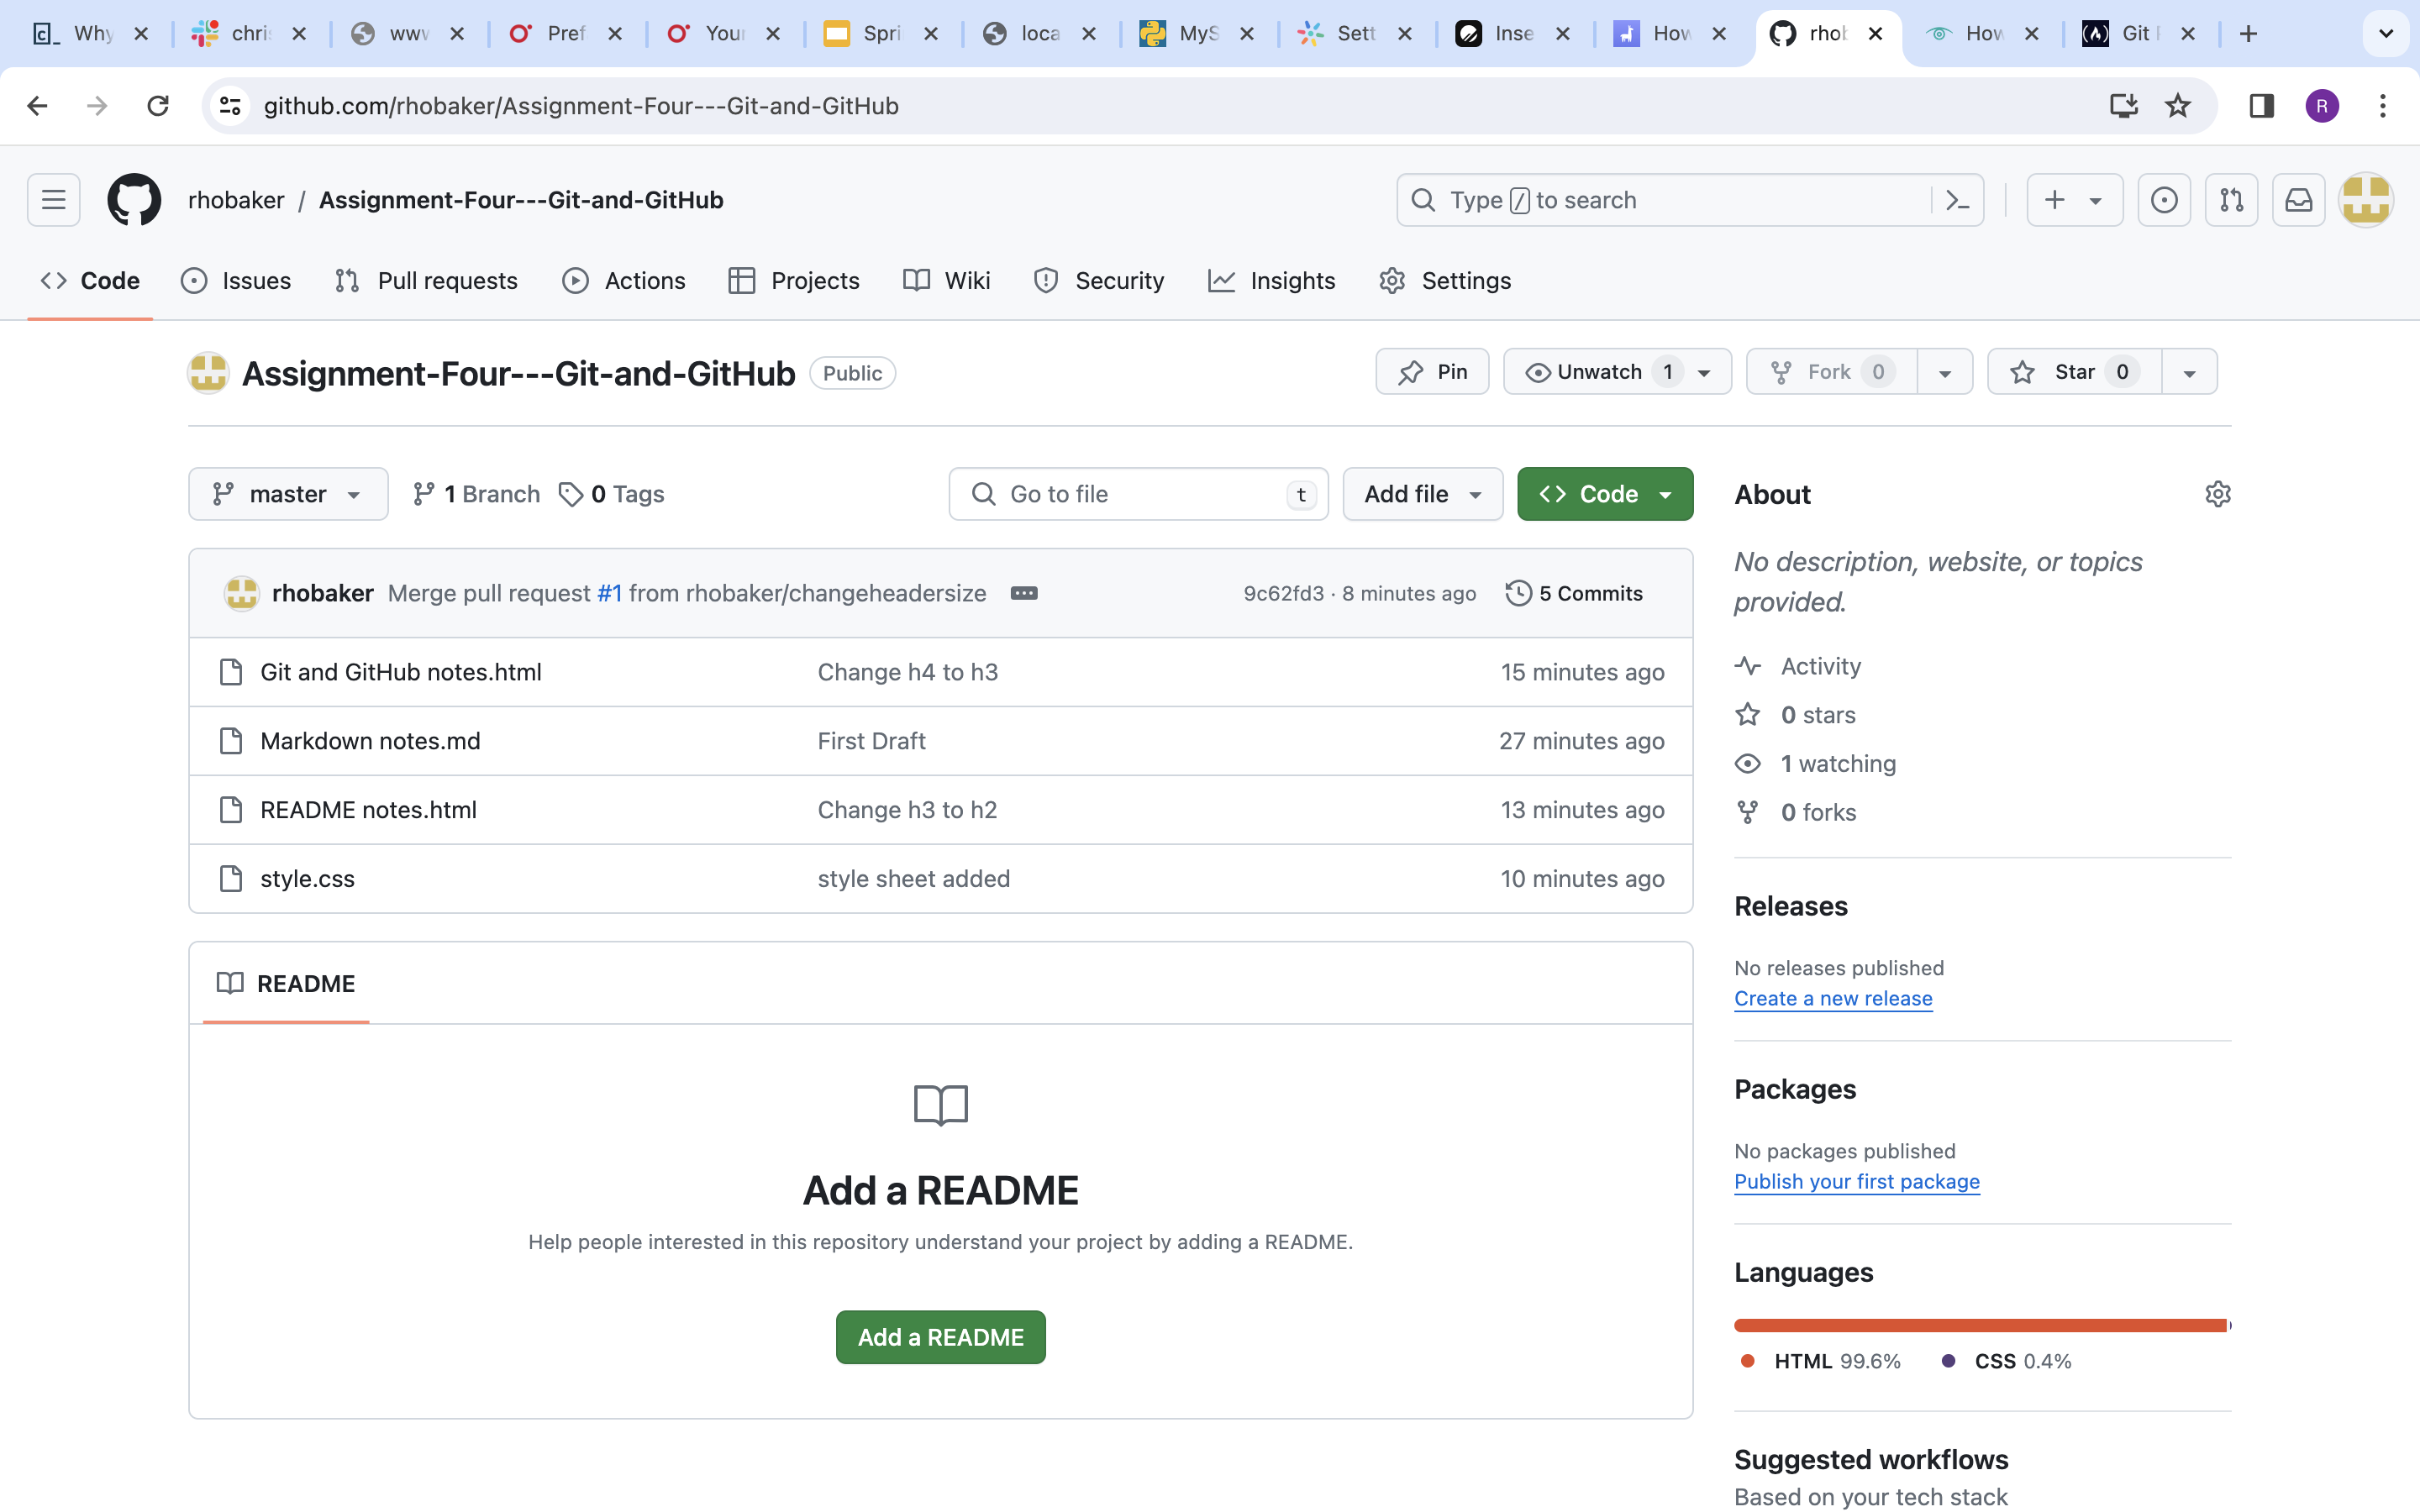 Why chris www Pref Your Spri loca MyS Sett Inse How rhob How Git
github.com/rhobaker/Assignment-Four---Git-and-GitHub R
rhobaker / Assignment-Four---Git-and-GitHub Type / to search
Code Issues Pull requests Actions Projects Wiki Security Insights Settings
Assignment-Four---Git-and-GitHub Public Pin Unwatch 1 Fork 0 Star 0
master 1 Branch 0 Tags Go to file t Add file Code
rhobaker Merge pull request #1 from rhobaker/changeheadersize 9c62fd3 · 8 minutes ago 5 Commits
Git and GitHub notes.html Change h4 to h3 15 minutes ago
Markdown notes.md First Draft 27 minutes ago
README notes.html Change h3 to h2 13 minutes ago
style.css style sheet added 10 minutes ago
README
Add a README
Help people interested in this repository understand your project by adding a README.
Add a README
About
No description, website, or topics
provided.
Activity
0 stars
1 watching
0 forks
Releases
No releases published
Create a new release
Packages
No packages published
Publish your first package
Languages
HTML 99.6% CSS 0.4%
Suggested workflows
Based on your tech stack